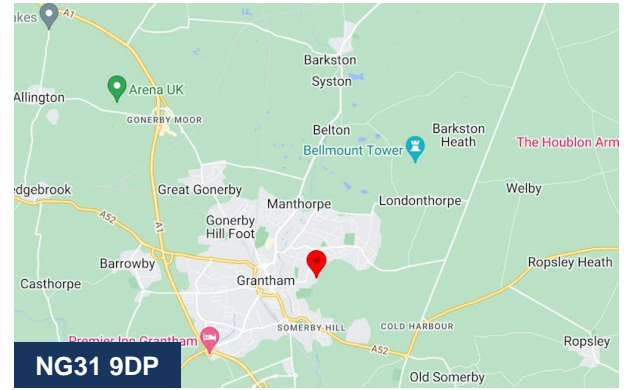 akes
A1
Barkston
Syston
Arena UK
Allington
GONERBY MOOR
Belton
Bellmount Tower
Barkston
Heath
The Houblon Arm
edgebrook
Great Gonerby
Manthorpe
Londonthorpe
Welby
A52
A1
Gonerby
Hill Foot
Barrowby
Ropsley Heath
Casthorpe
Grantham
SOMERBY HILL
COLD HARBOUR
Premier Inn Grantham
A52
Ropsley
NG31 9DP
Old Somerby